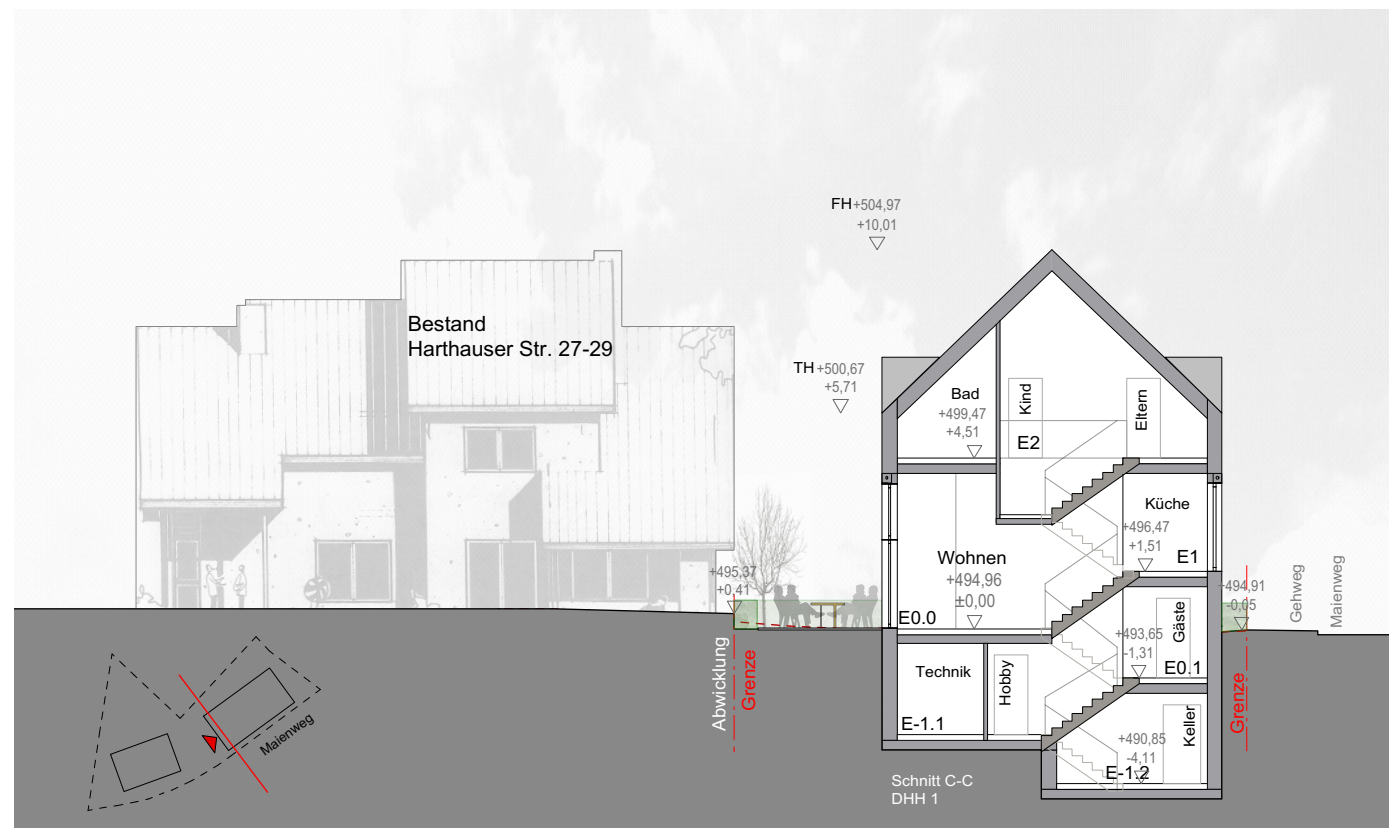 FH +504,97
+10,01
Bestand
Harthauser Str. 27-29
TH +500,67
+5,71
Bad
+499,47
+4,51
Kind
E2
Eltern
Küche
+496,47
+1,51
E1
Wohnen
+494,96
±0,00
E0.0
+495,37
+0,41
+494,91
-0,05
Gehweg
Maienweg
+493,65
-1,31
Gäste
E0.1
Technik
Hobby
E-1.1
Abwicklung
Grenze
Grenze
Keller
+490,85
-4,11
E-1.2
Maienweg
Schnitt C-C
DHH 1